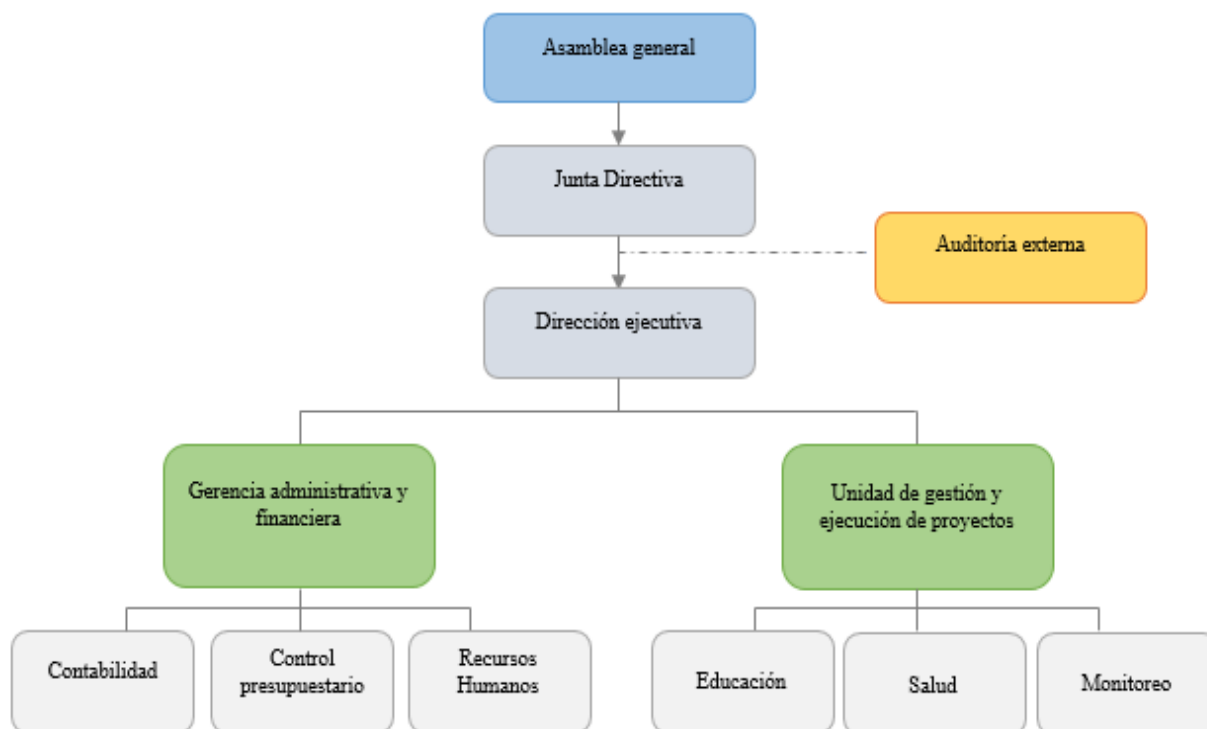 Asamblea general
Junta Directiva
Auditoría externa
Dirección ejecutiva
Gerencia administrativa y
financiera
Unidad de gestión y
ejecución de proyectos
Contabilidad
Control
presupuestario
Recursos
Humanos
Educación
Salud
Monitoreo